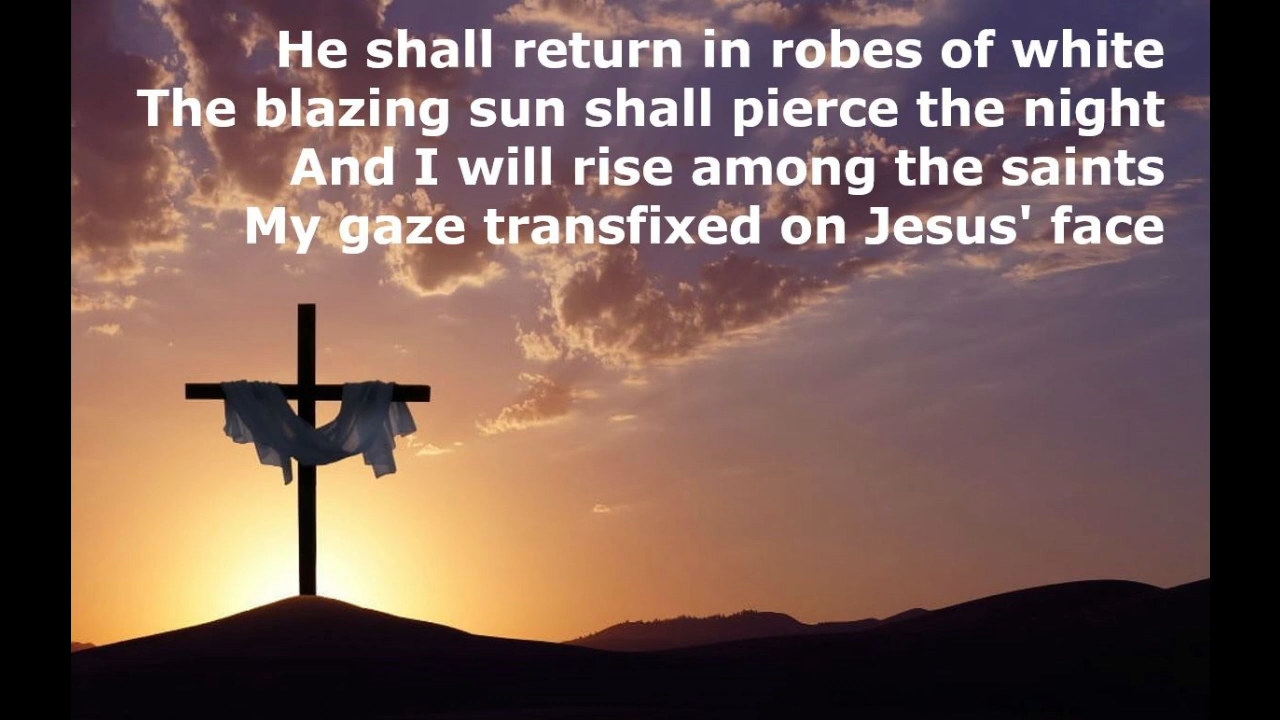 He shall return in robes of white
The blazing sun shall pierce the night
And I will rise among the saints
My gaze transfixed on Jesus' face